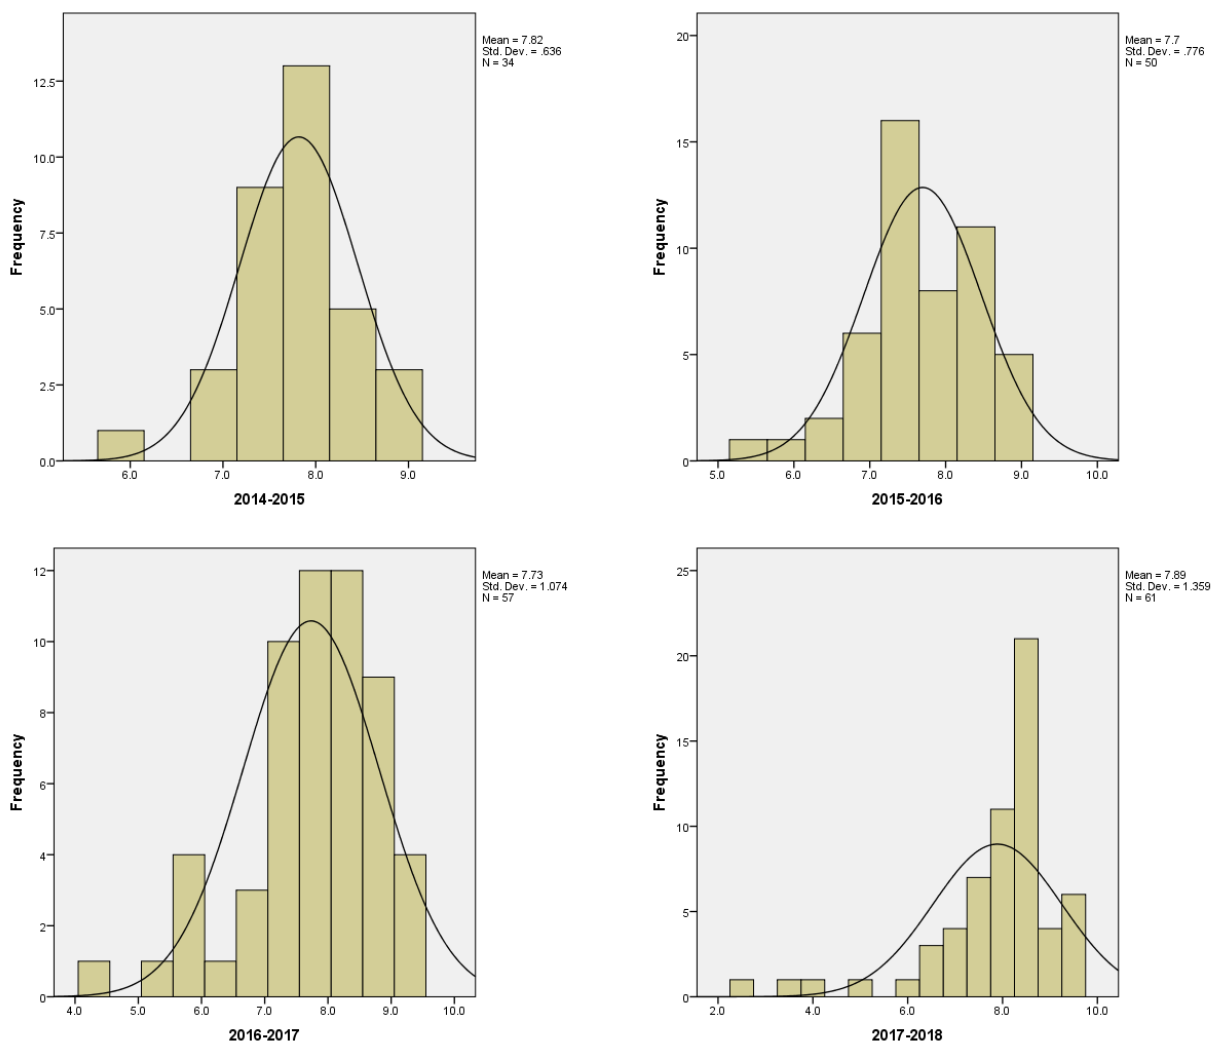 Mean = 7.82
Std. Dev. = .636
N = 34
12.5
10.0
7.5
5.0
2.5
0.0
Frequency
6.0 7.0 8.0 9.0
2014-2015
Mean = 7.7
Std. Dev. = .776
N = 50
20
15
10
5
0
Frequency
5.0 6.0 7.0 8.0 9.0 10.0
2015-2016
Mean = 7.73
Std. Dev. = 1.074
N = 57
12
10
8
6
4
2
0
Frequency
4.0 5.0 6.0 7.0 8.0 9.0 10.0
2016-2017
Mean = 7.89
Std. Dev. = 1.359
N = 61
25
20
15
10
5
0
Frequency
2.0 4.0 6.0 8.0 10.0
2017-2018